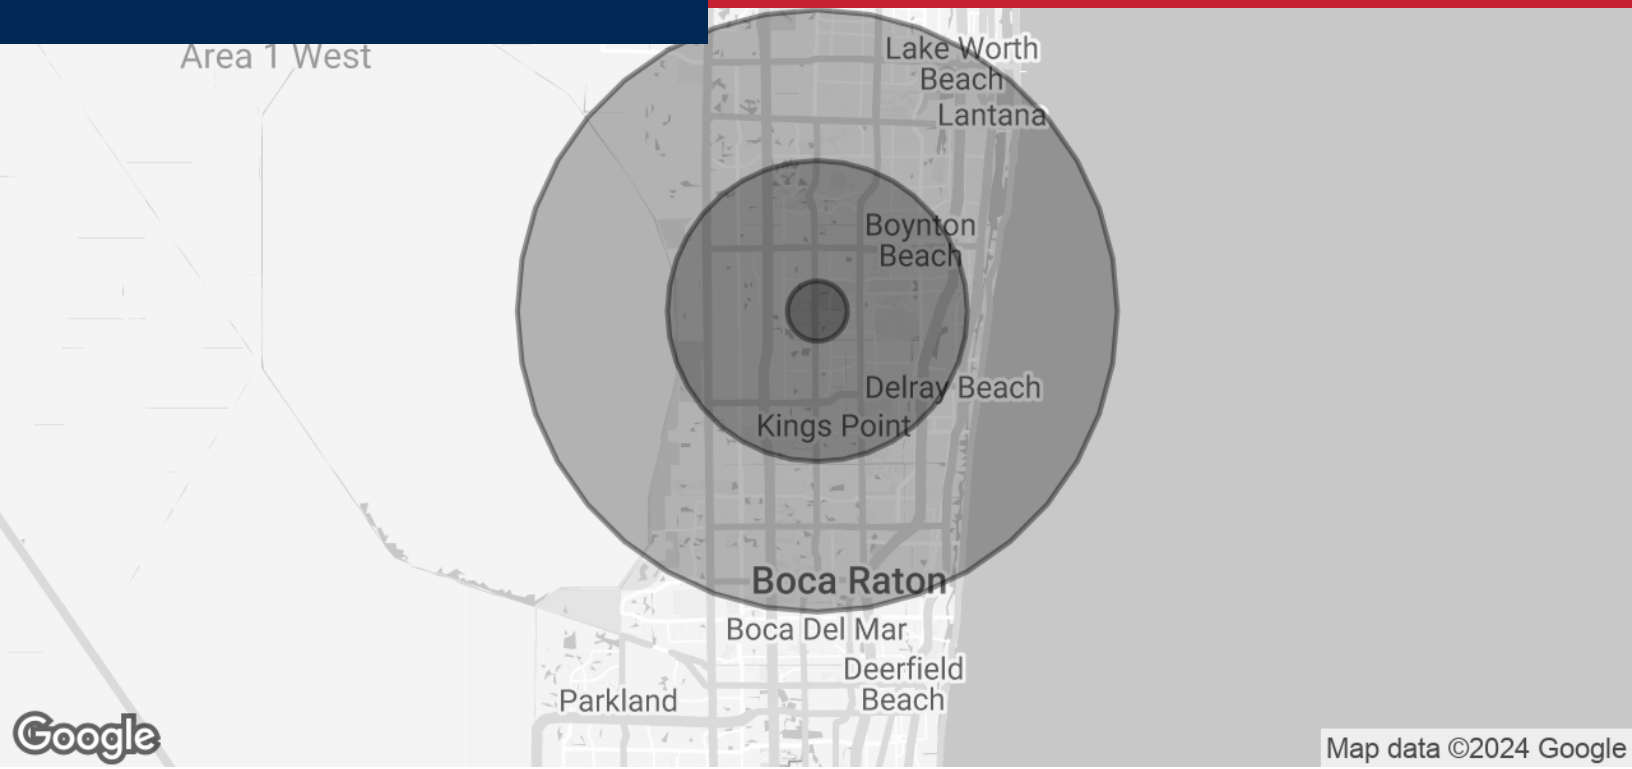 Area 1 West
Lake Worth
Beach
Lantana
Boynton
Beach
Delray Beach
Kings Point
Boca Raton
Boca Del Mar
Deerfield
Beach
Parkland
Google
Map data ©2024 Google